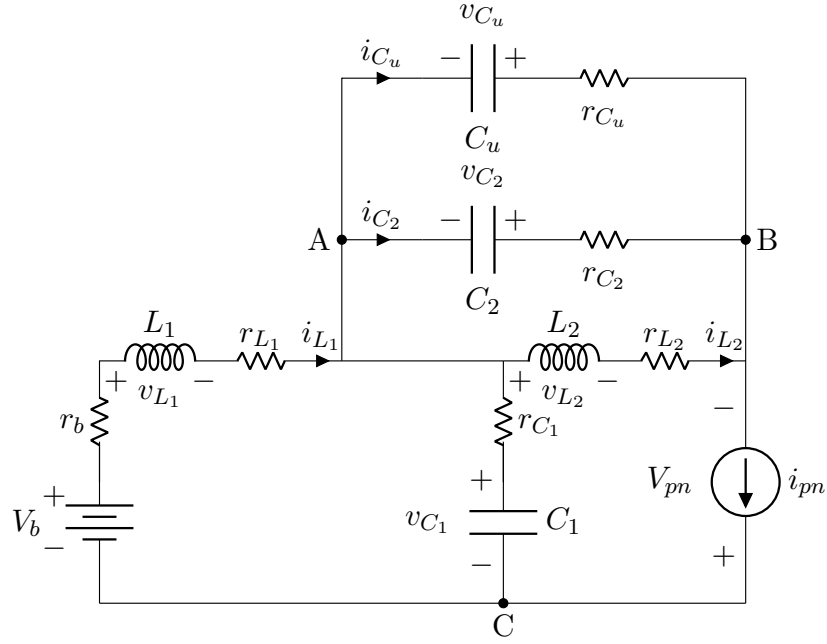 v_{C_u}
i_{C_u}
− +
r_{C_u}
C_u
v_{C_2}
i_{C_2}
− +
A
B
r_{C_2}
C_2
L_1
r_{L_1}
i_{L_1}
L_2
r_{L_2}
i_{L_2}
+ −
v_{L_1}
+ −
v_{L_2}
r_b
r_{C_1}
−
+
V_b
−
+
v_{C_1}
C_1
−
V_{pn}
i_{pn}
+
C